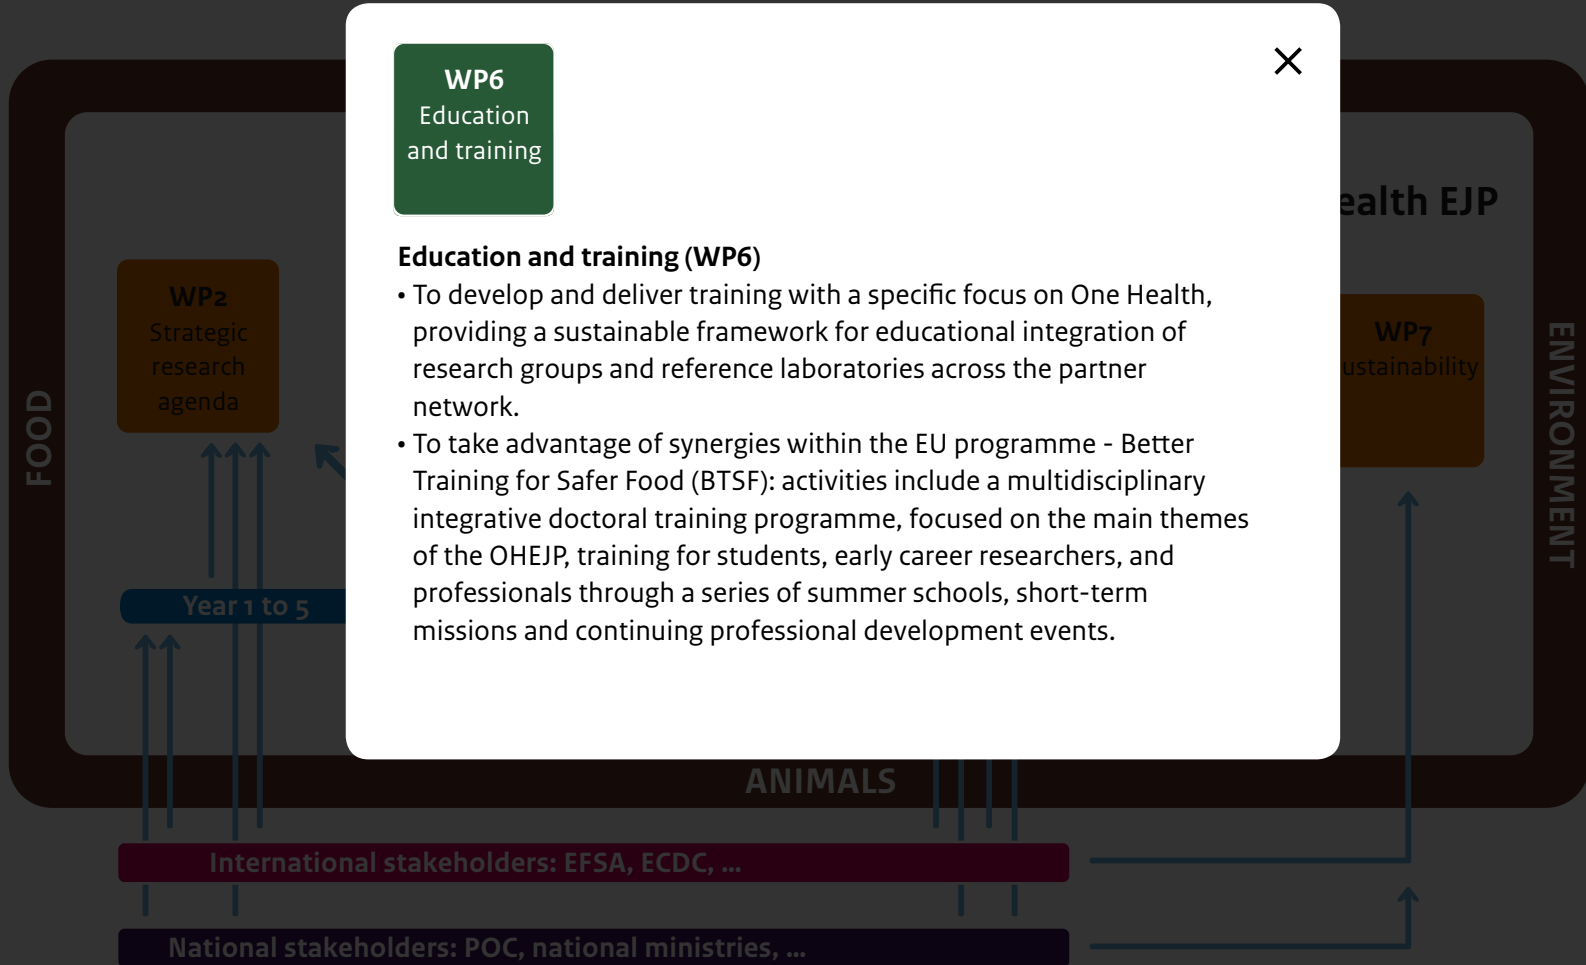 WP6
Education
and training
Education and training (WP6)
• To develop and deliver training with a specific focus on One Health,
providing a sustainable framework for educational integration of
research groups and reference laboratories across the partner
network.
• To take advantage of synergies within the EU programme - Better
Training for Safer Food (BTSF): activities include a multidisciplinary
integrative doctoral training programme, focused on the main themes
of the OHEJP, training for students, early career researchers, and
professionals through a series of summer schools, short-term
missions and continuing professional development events.
ealth EJP
WP2
Strategic
research
agenda
WP7
ustainability
FOOD
ENVIRONMENT
Year 1 to 5
ANIMALS
International stakeholders: EFSA, ECDC, ...
National stakeholders: POC, national ministries, ...